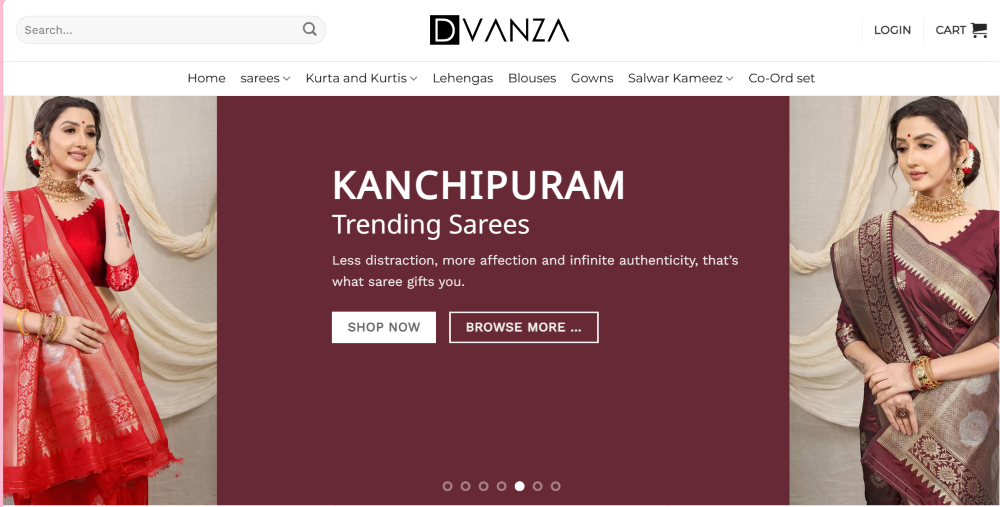 Search...
DVANZA
LOGIN
CART
Home
sarees
Kurta and Kurtis
Lehengas
Blouses
Gowns
Salwar Kameez
Co-Ord set
KANCHIPURAM
Trending Sarees
Less distraction, more affection and infinite authenticity, that’s
what saree gifts you.
SHOP NOW
BROWSE MORE ...